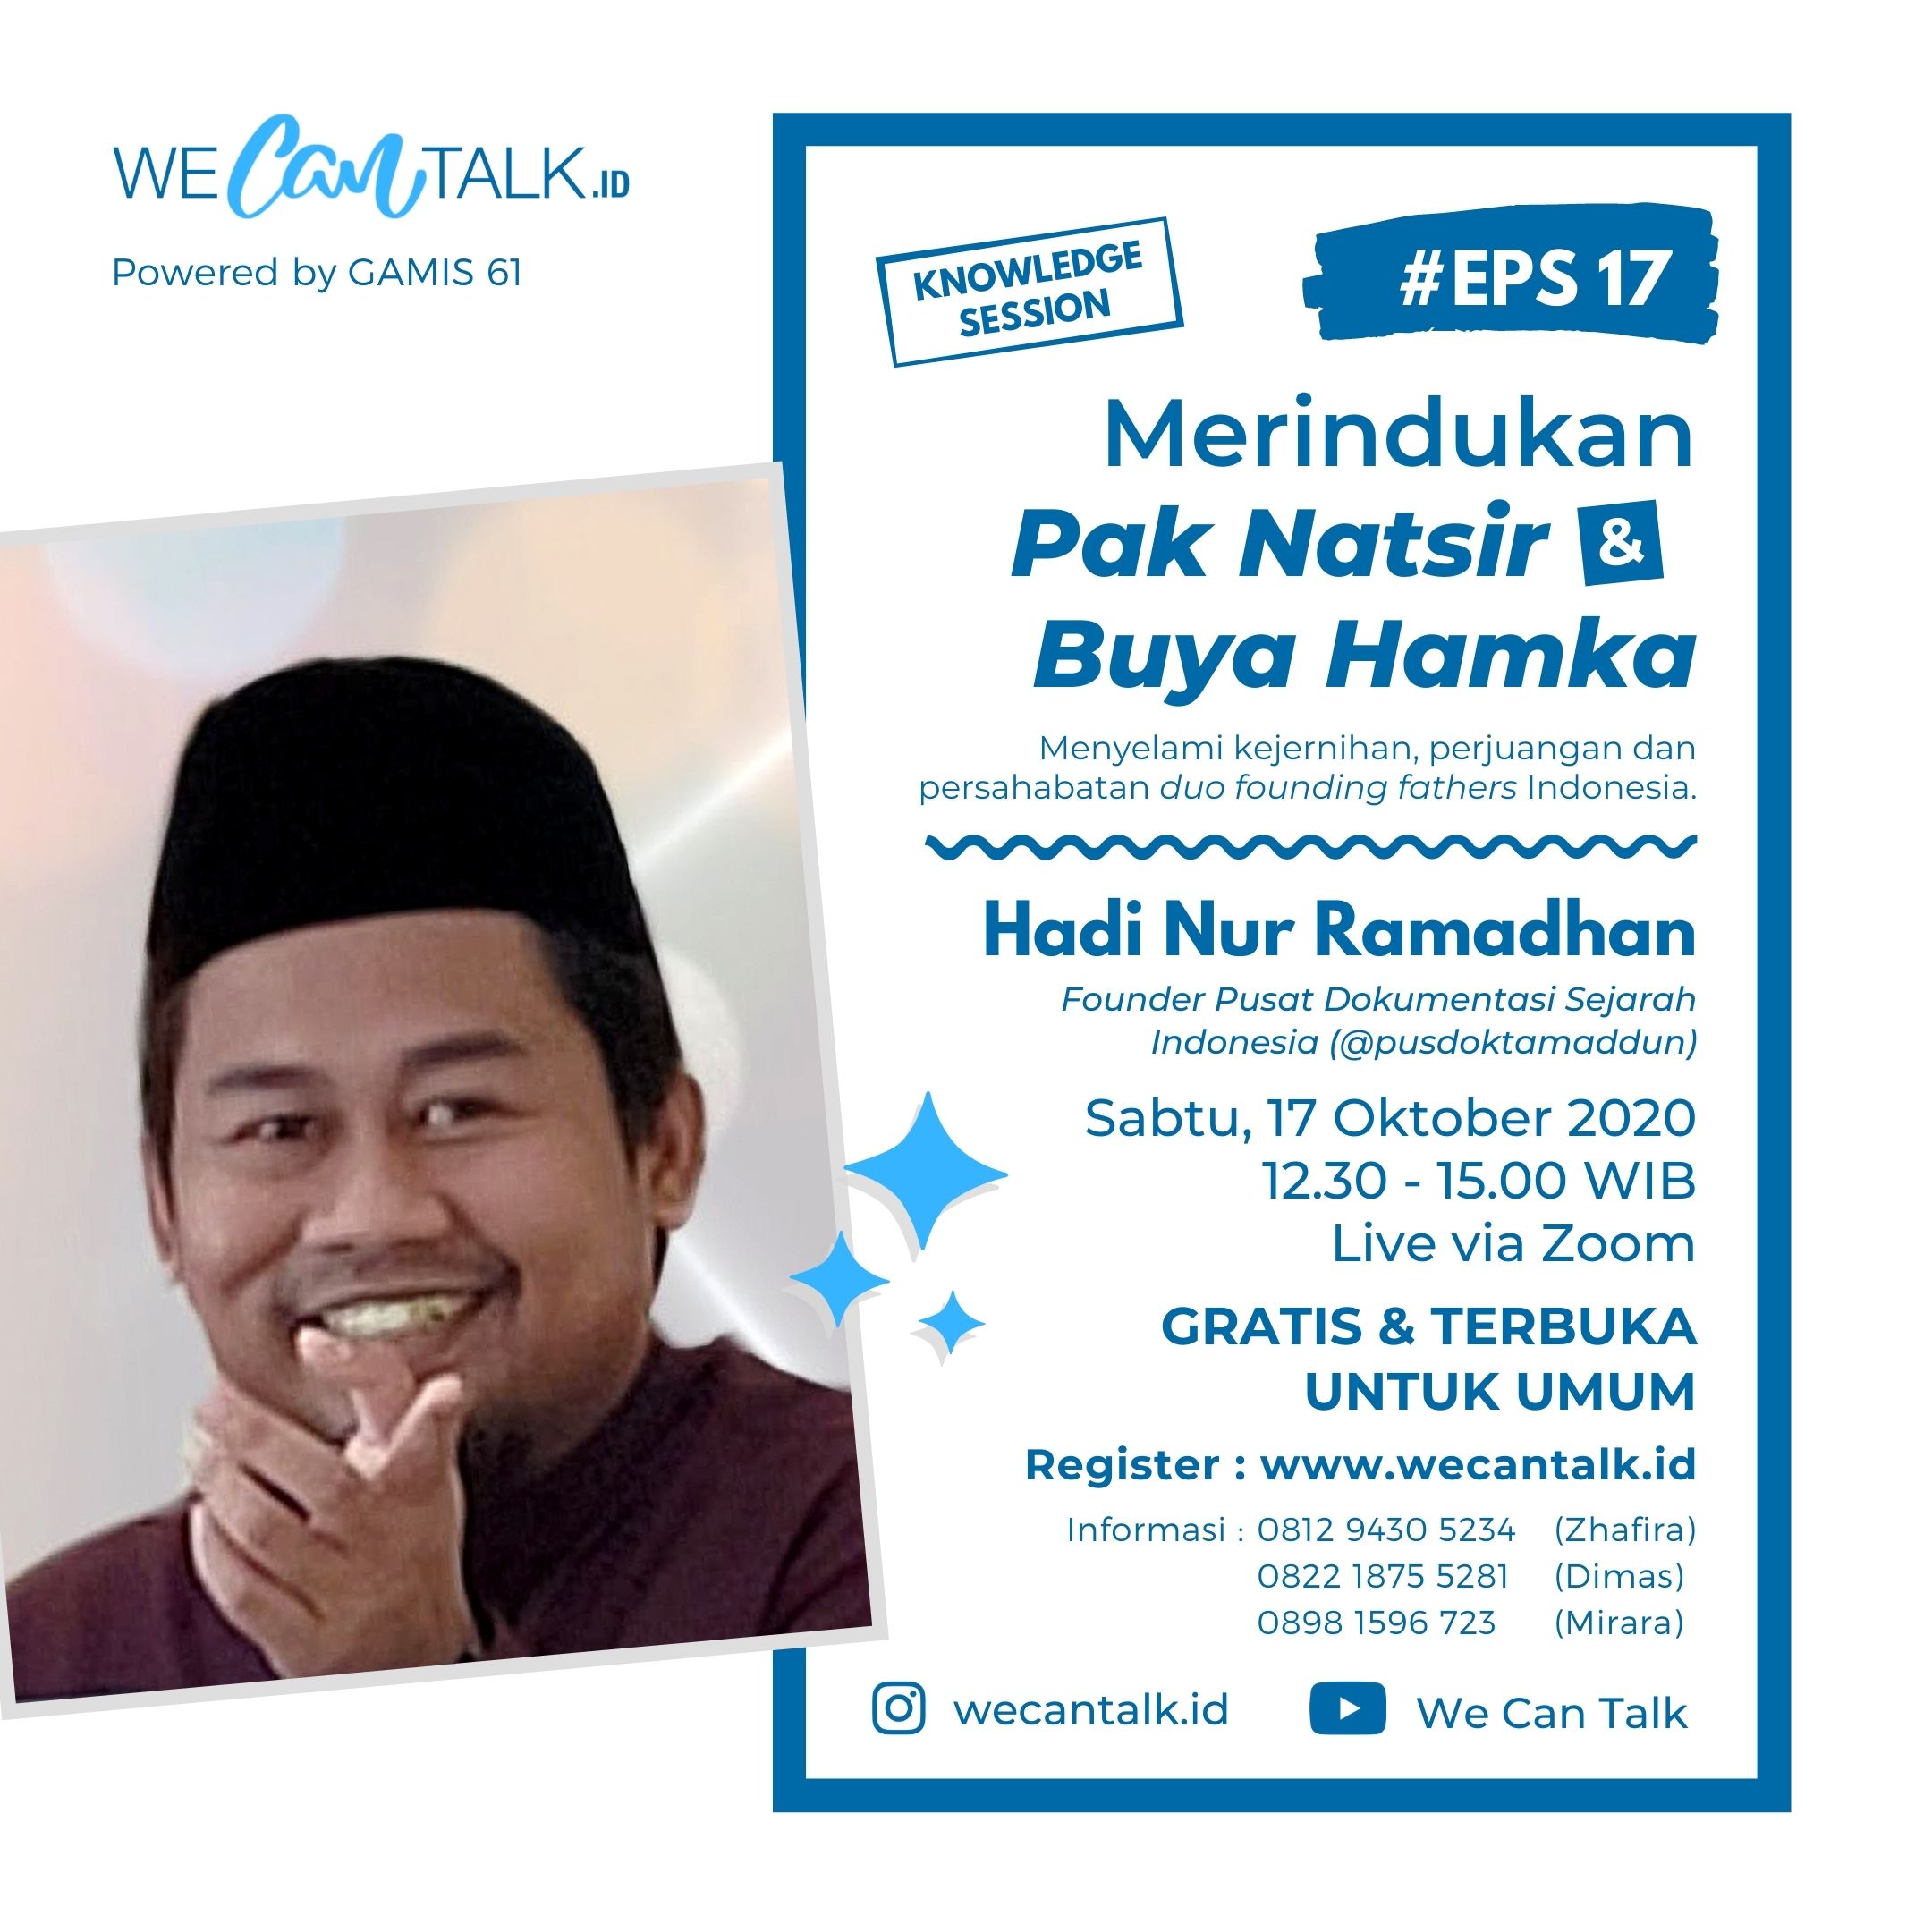 WE Can TALK.ID
Powered by GAMIS 61
KNOWLEDGE
SESSION
#EPS 17
Merindukan
Pak Natsir &
Buya Hamka
Menyelami kejernihan, perjuangan dan
persahabatan duo founding fathers Indonesia.
Hadi Nur Ramadhan
Founder Pusat Dokumentasi Sejarah
Indonesia (@pusdoktamaddun)
Sabtu, 17 Oktober 2020
12.30 - 15.00 WIB
Live via Zoom
GRATIS & TERBUKA
UNTUK UMUM
Register : www.wecantalk.id
Informasi : 0812 9430 5234 (Zhafira)
0822 1875 5281 (Dimas)
0898 1596 723 (Mirara)
wecantalk.id
We Can Talk